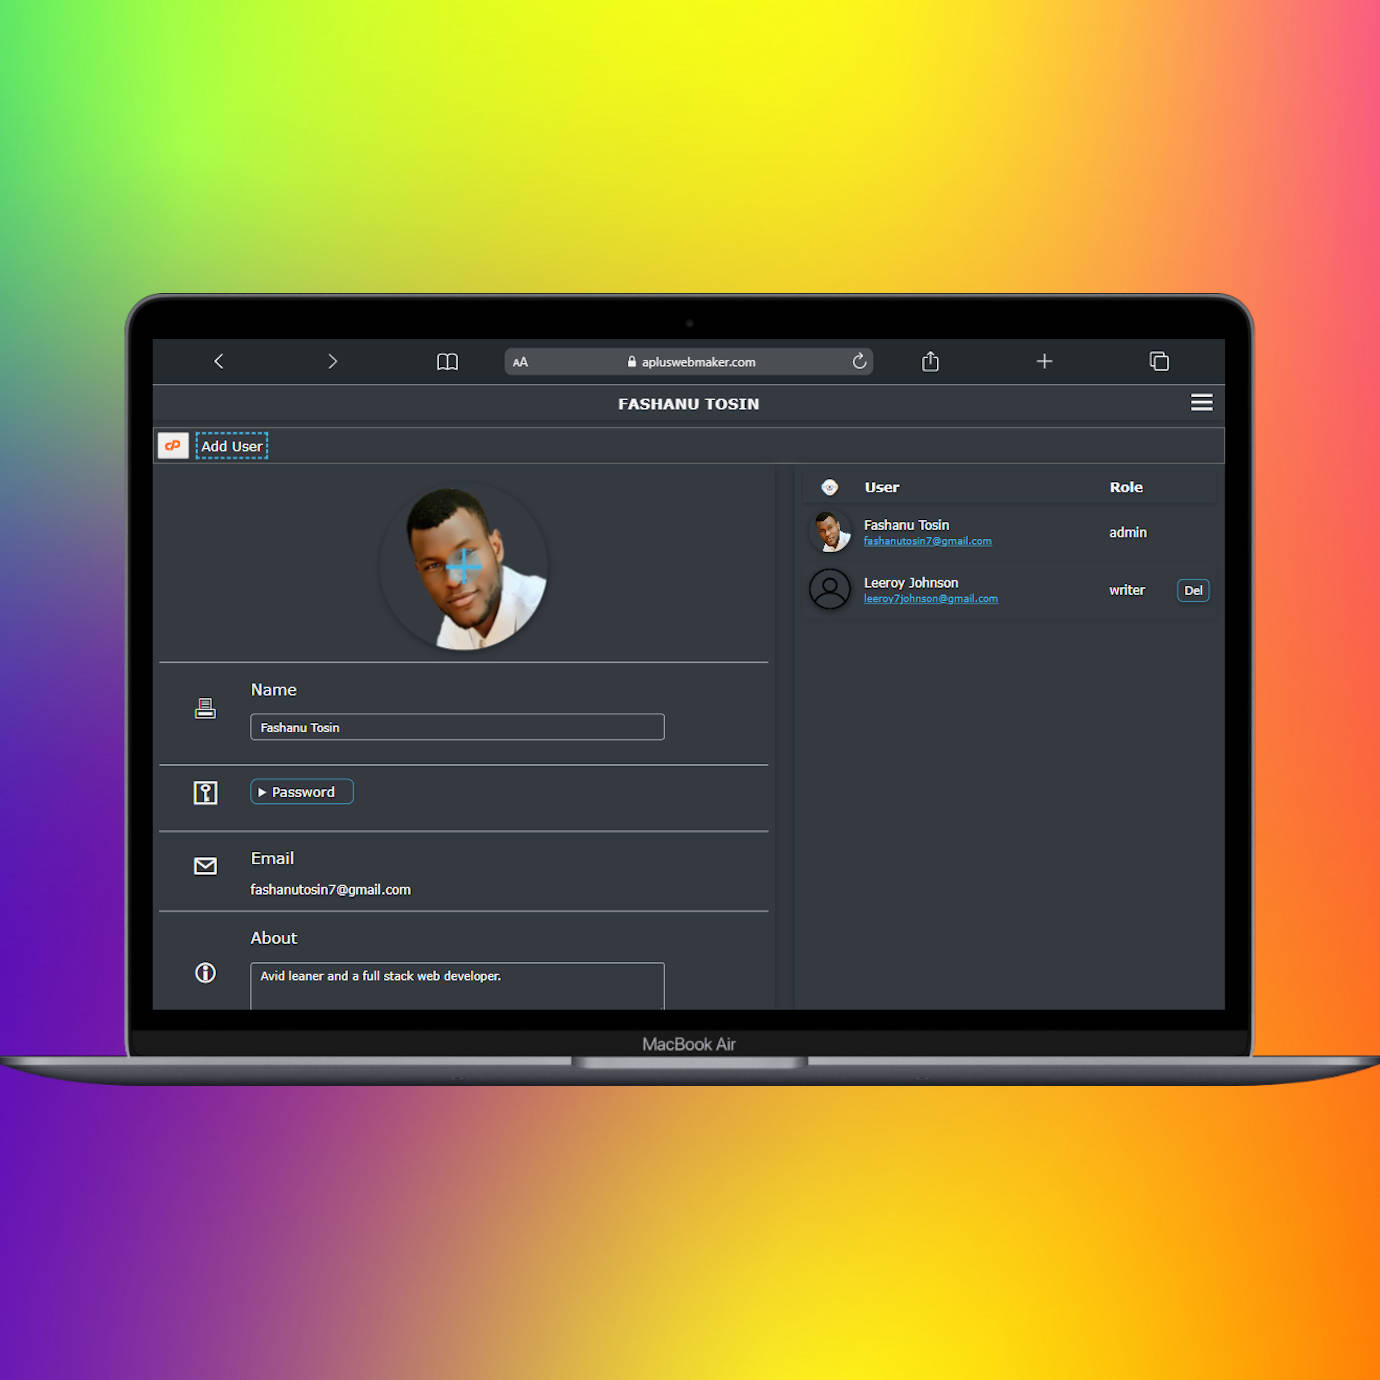 AA apluswebmaker.com
FASHANU TOSIN
cP Add User
User Role
Fashanu Tosin
fashanutosin7@gmail.com
admin
Leeroy Johnson
leeroy7johnson@gmail.com
writer Del
Name
Fashanu Tosin
Password
Email
fashanutosin7@gmail.com
About
Avid leaner and a full stack web developer.
MacBook Air